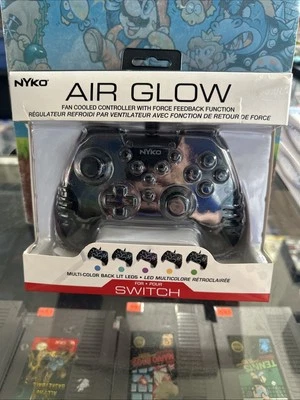 NYKO
AIR GLOW
FAN COOLED CONTROLLER WITH FORCE FEEDBACK FUNCTION
RÉGULATEUR REFROIDI PAR VENTILATEUR AVEC FONCTION DE RETOUR DE FORCE
NYKO
MULTI-COLOR BACK LIT LEDS • LED MULTICOLORE RÉTROÉCLAIRÉE
FOR • POUR
SWITCH
TENNIS